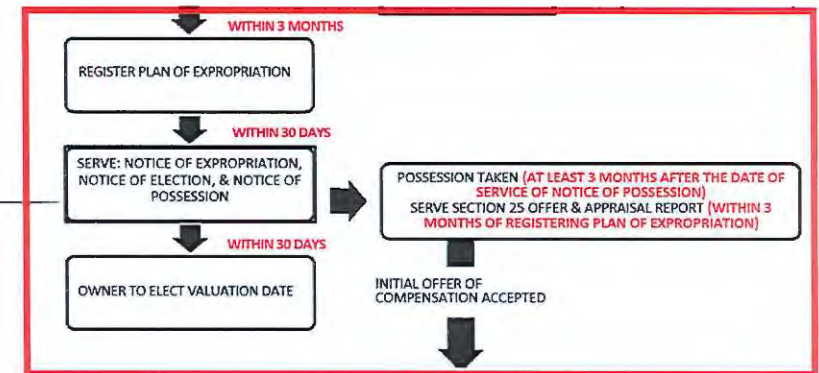 WITHIN 3 MONTHS
REGISTER PLAN OF EXPROPRIATION
WITHIN 30 DAYS
SERVE: NOTICE OF EXPROPRIATION,
NOTICE OF ELECTION, & NOTICE OF
POSSESSION
POSSESSION TAKEN (AT LEAST 3 MONTHS AFTER THE DATE OF
SERVICE OF NOTICE OF POSSESSION)
SERVE SECTION 25 OFFER & APPRAISAL REPORT (WITHIN 3
MONTHS OF REGISTERING PLAN OF EXPROPRIATION)
WITHIN 30 DAYS
OWNER TO ELECT VALUATION DATE
INITIAL OFFER OF
COMPENSATION ACCEPTED